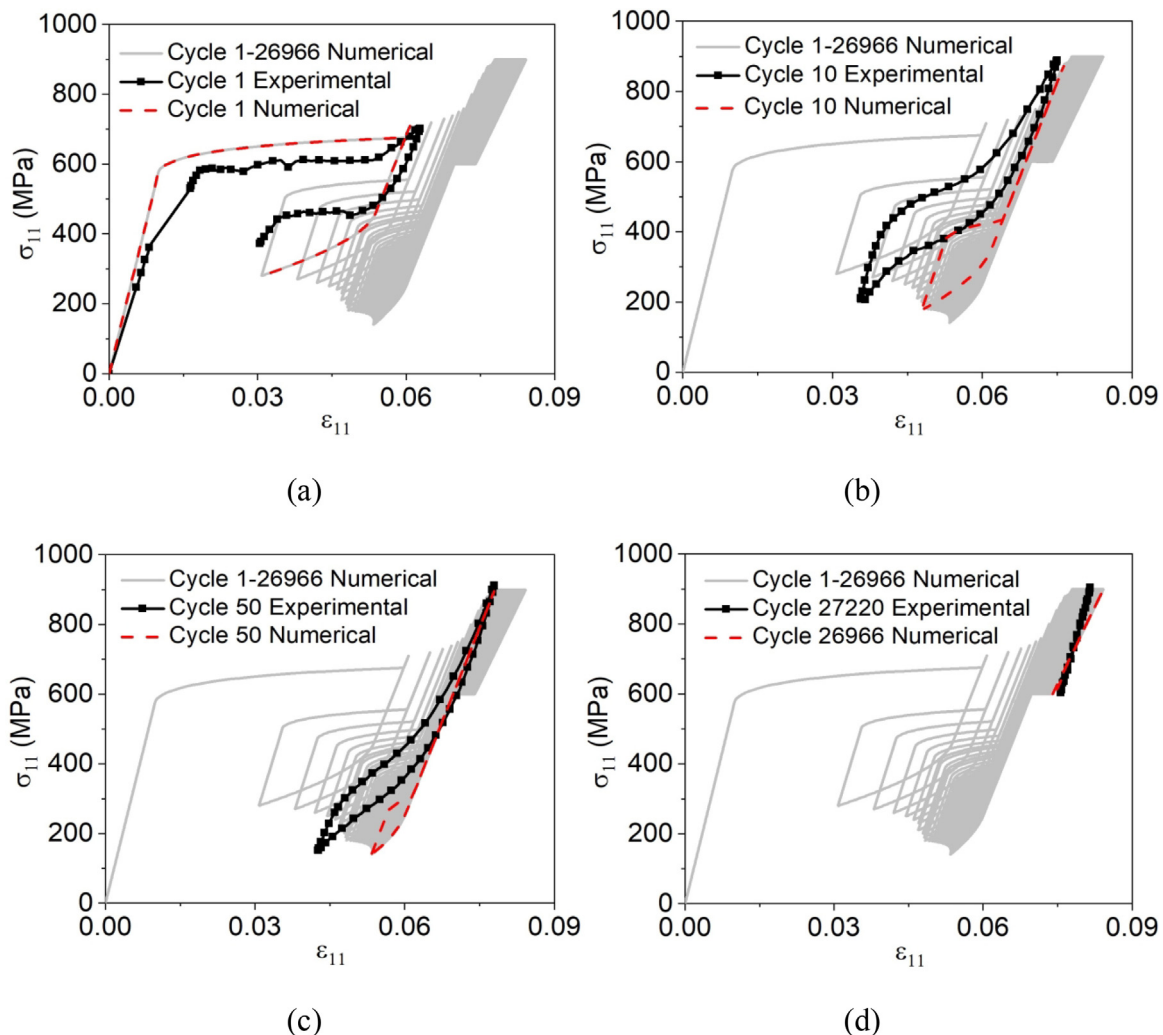 1000
800
600
400
200
0
σ11 (MPa)
Cycle 1-26966 Numerical
Cycle 1 Experimental
Cycle 1 Numerical
0.00 0.03 0.06 0.09
ε11
(a)
1000
800
600
400
200
0
σ11 (MPa)
Cycle 1-26966 Numerical
Cycle 10 Experimental
Cycle 10 Numerical
0.00 0.03 0.06 0.09
ε11
(b)
1000
800
600
400
200
0
σ11 (MPa)
Cycle 1-26966 Numerical
Cycle 50 Experimental
Cycle 50 Numerical
0.00 0.03 0.06 0.09
ε11
(c)
1000
800
600
400
200
0
σ11 (MPa)
Cycle 1-26966 Numerical
Cycle 27220 Experimental
Cycle 26966 Numerical
0.00 0.03 0.06 0.09
ε11
(d)